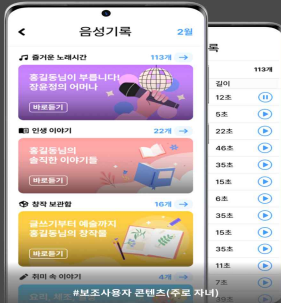 음성기록
2월
즐거운 노래시간
113개 →
홍길동님이 부릅니다!
장윤정의 어머나
바로듣기
인생 이야기
22개 →
홍길동님의
솔직한 이야기들
바로듣기
창작 보관함
16개 →
글쓰기부터 예술까지
홍길동님의 창작물
바로듣기
취미 속 이야기
4개 →
록
113개
길이
12초
5초
22초
46초
35초
15초
6초
35초
15초
35초
11초
7초
#보조사용자 콘텐츠(주로 자녀)